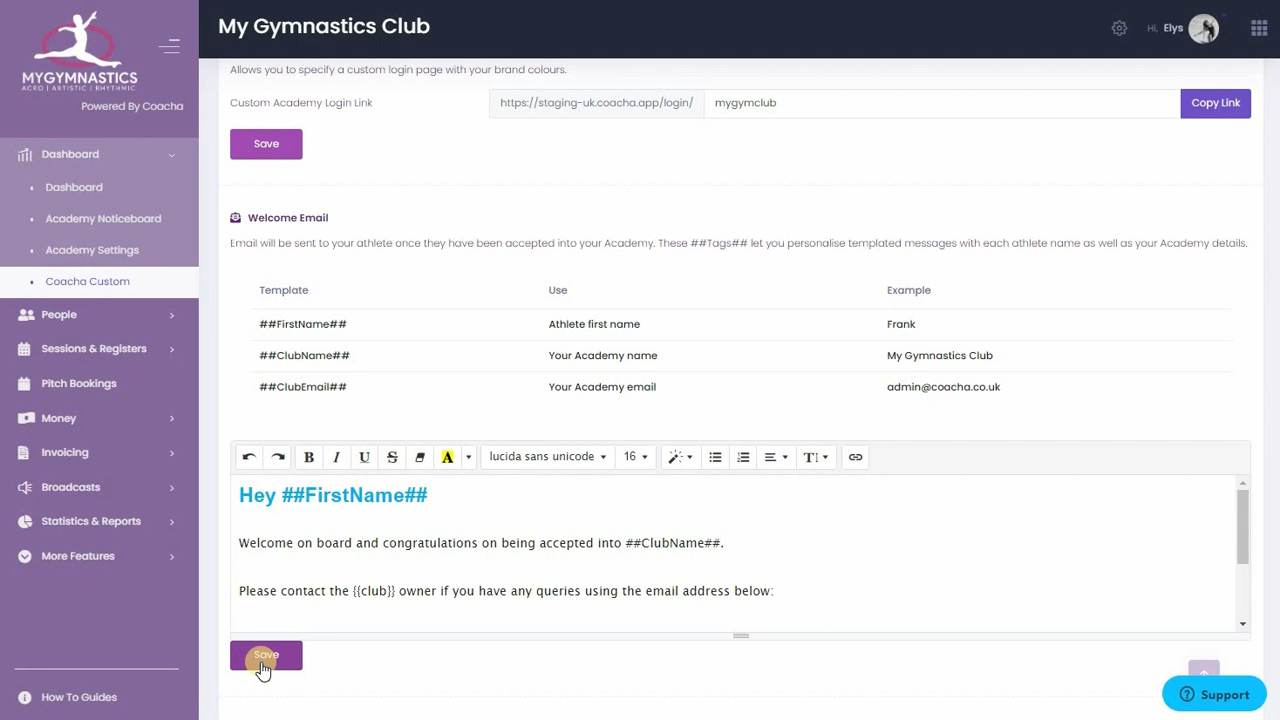 MYGYMNASTICS
ACRO | ARTISTIC | RHYTHMIC
Powered By Coacha
Dashboard
Dashboard
Academy Noticeboard
Academy Settings
Coacha Custom
People
Sessions & Registers
Pitch Bookings
Money
Invoicing
Broadcasts
Statistics & Reports
More Features
How To Guides
My Gymnastics Club
Hi, Elys
Allows you to specify a custom login page with your brand colours.
Custom Academy Login Link https://staging-uk.coacha.app/login/ mygymclub Copy Link
Save
Welcome Email
Email will be sent to your athlete once they have been accepted into your Academy. These ##Tags## let you personalise templated messages with each athlete name as well as your Academy details.
Template Use Example
##FirstName## Athlete first name Frank
##ClubName## Your Academy name My Gymnastics Club
##ClubEmail## Your Academy email admin@coacha.co.uk
B I U S A lucida sans unicode 16 T
Hey ##FirstName##
Welcome on board and congratulations on being accepted into ##ClubName##.
Please contact the {{club}} owner if you have any queries using the email address below:
Save
Support